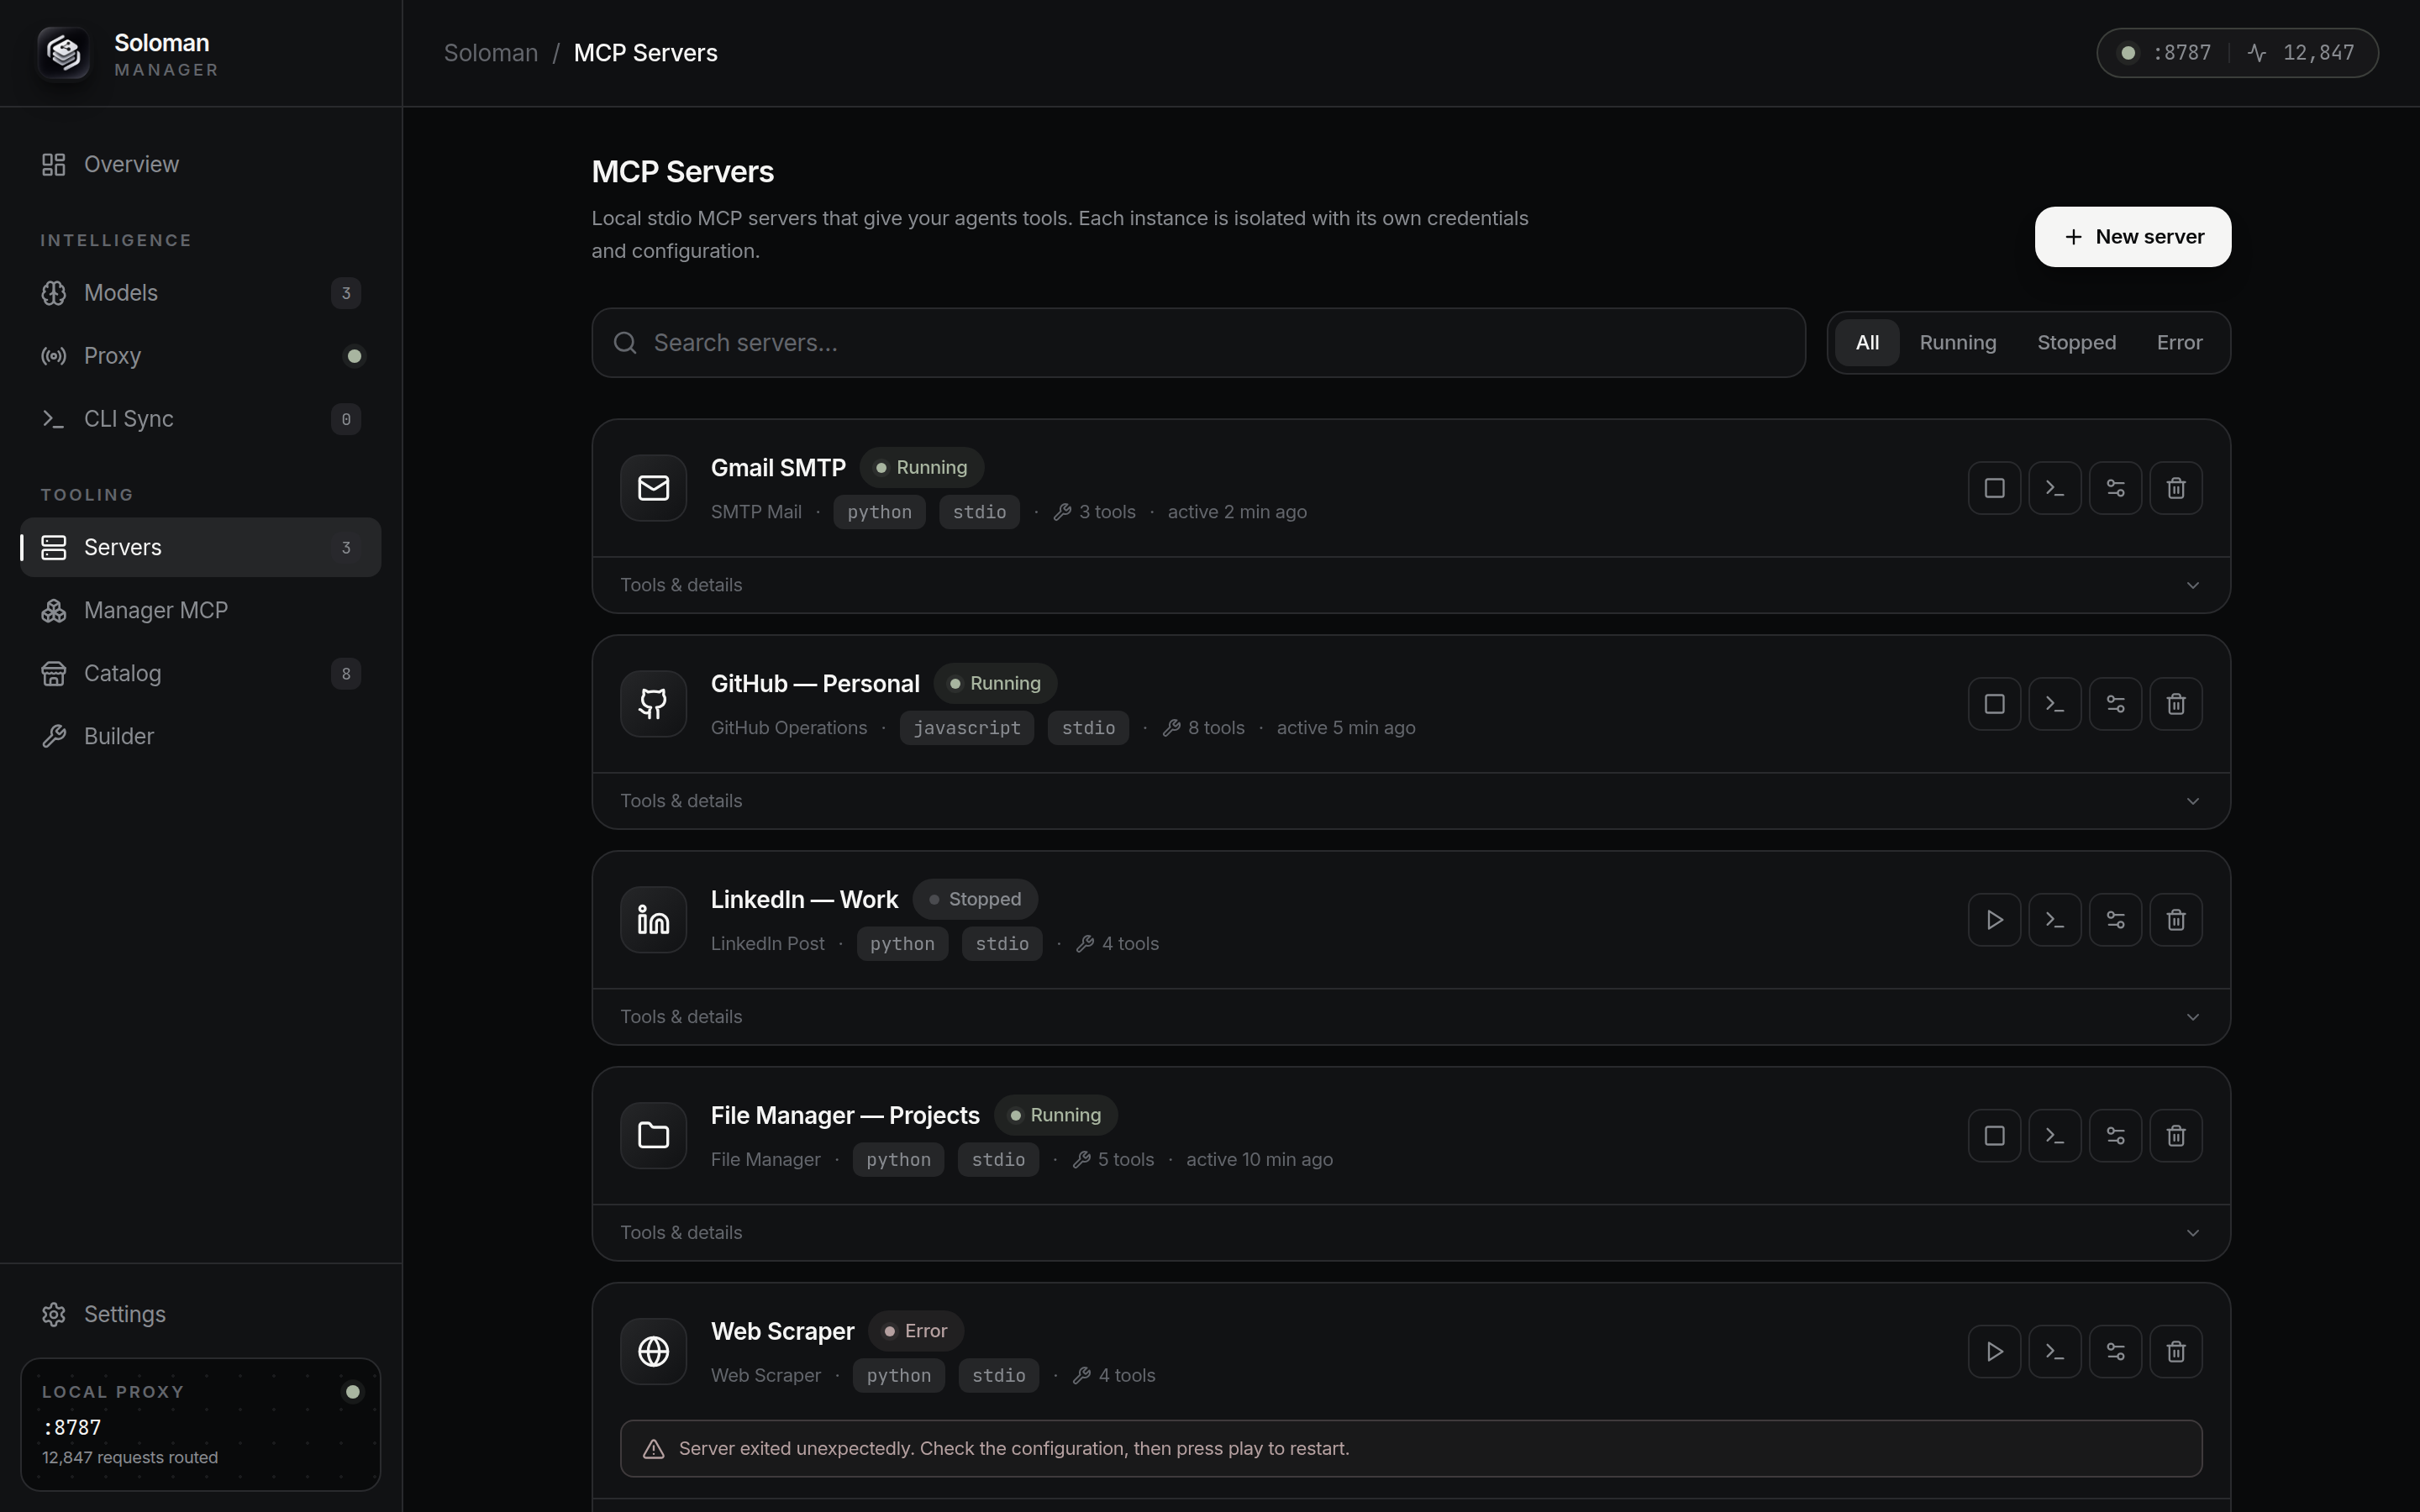 Soloman
MANAGER
Soloman / MCP Servers
:8787 12,847
Overview
INTELLIGENCE
Models 3
Proxy
CLI Sync 0
TOOLING
Servers 3
Manager MCP
Catalog 8
Builder
Settings
LOCAL PROXY
:8787
12,847 requests routed
MCP Servers
Local stdio MCP servers that give your agents tools. Each instance is isolated with its own credentials
and configuration.
New server
Search servers...
All Running Stopped Error
Gmail SMTP Running
SMTP Mail · python stdio · 3 tools · active 2 min ago
Tools & details
GitHub — Personal Running
GitHub Operations · javascript stdio · 8 tools · active 5 min ago
Tools & details
LinkedIn — Work Stopped
LinkedIn Post · python stdio · 4 tools
Tools & details
File Manager — Projects Running
File Manager · python stdio · 5 tools · active 10 min ago
Tools & details
Web Scraper Error
Web Scraper · python stdio · 4 tools
Server exited unexpectedly. Check the configuration, then press play to restart.